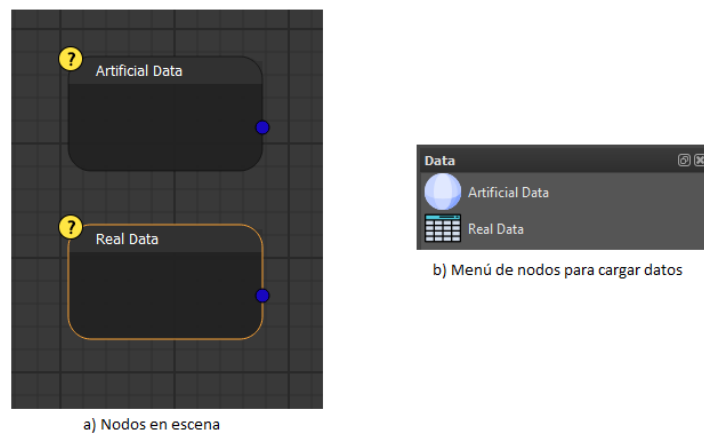 ?
Artificial Data
?
Real Data
a) Nodos en escena
Data
Artificial Data
Real Data
b) Menú de nodos para cargar datos